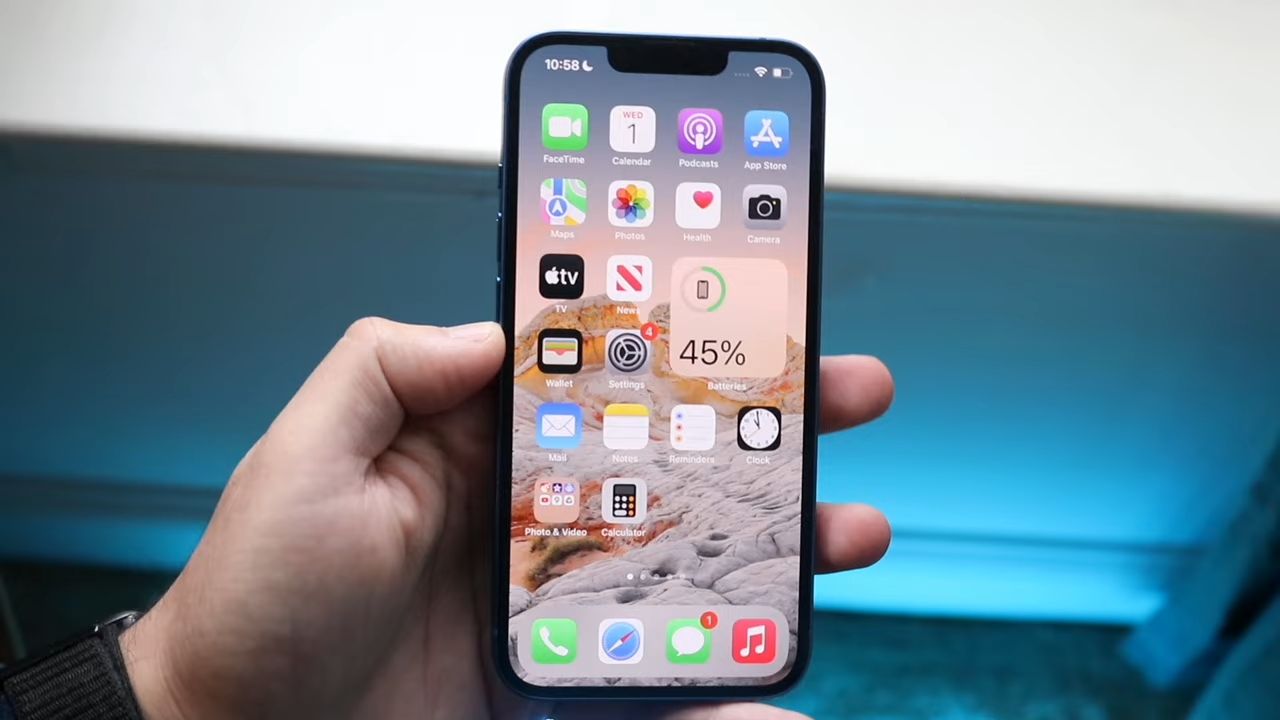 10:58
WED
1
FaceTime
Calendar
Podcasts
App Store
Maps
Photos
Health
Camera
tv
TV
News
45%
4
Wallet
Settings
Batteries
Mail
Notes
Reminders
Clock
Photo & Video
Calculator
1